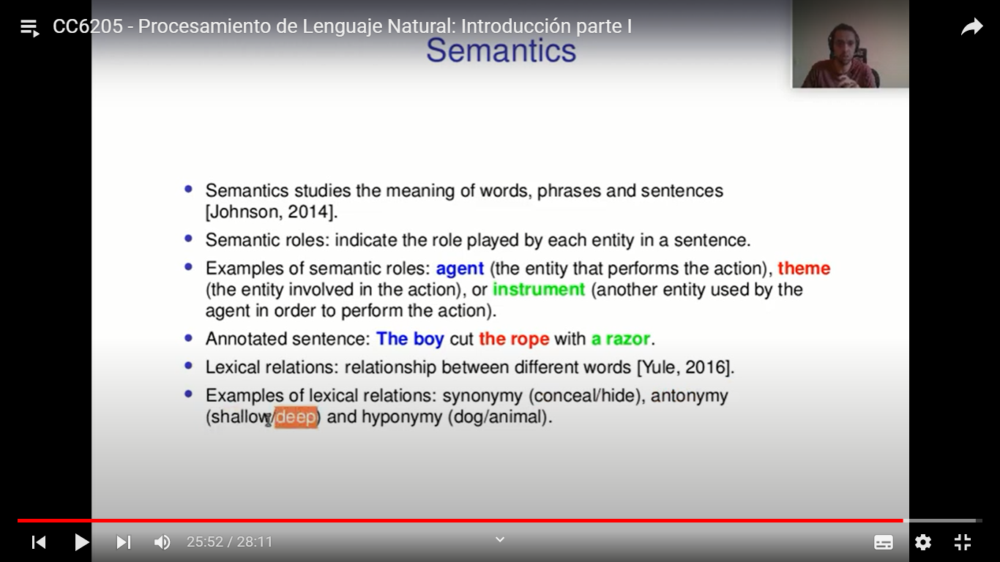 CC6205 - Procesamiento de Lenguaje Natural: Introducción parte I
Semantics
Semantics studies the meaning of words, phrases and sentences
[Johnson, 2014].
Semantic roles: indicate the role played by each entity in a sentence.
Examples of semantic roles: agent (the entity that performs the action), theme
(the entity involved in the action), or instrument (another entity used by the
agent in order to perform the action).
Annotated sentence: The boy cut the rope with a razor.
Lexical relations: relationship between different words [Yule, 2016].
Examples of lexical relations: synonymy (conceal/hide), antonymy
(shallow/deep) and hyponymy (dog/animal).
25:52 / 28:11